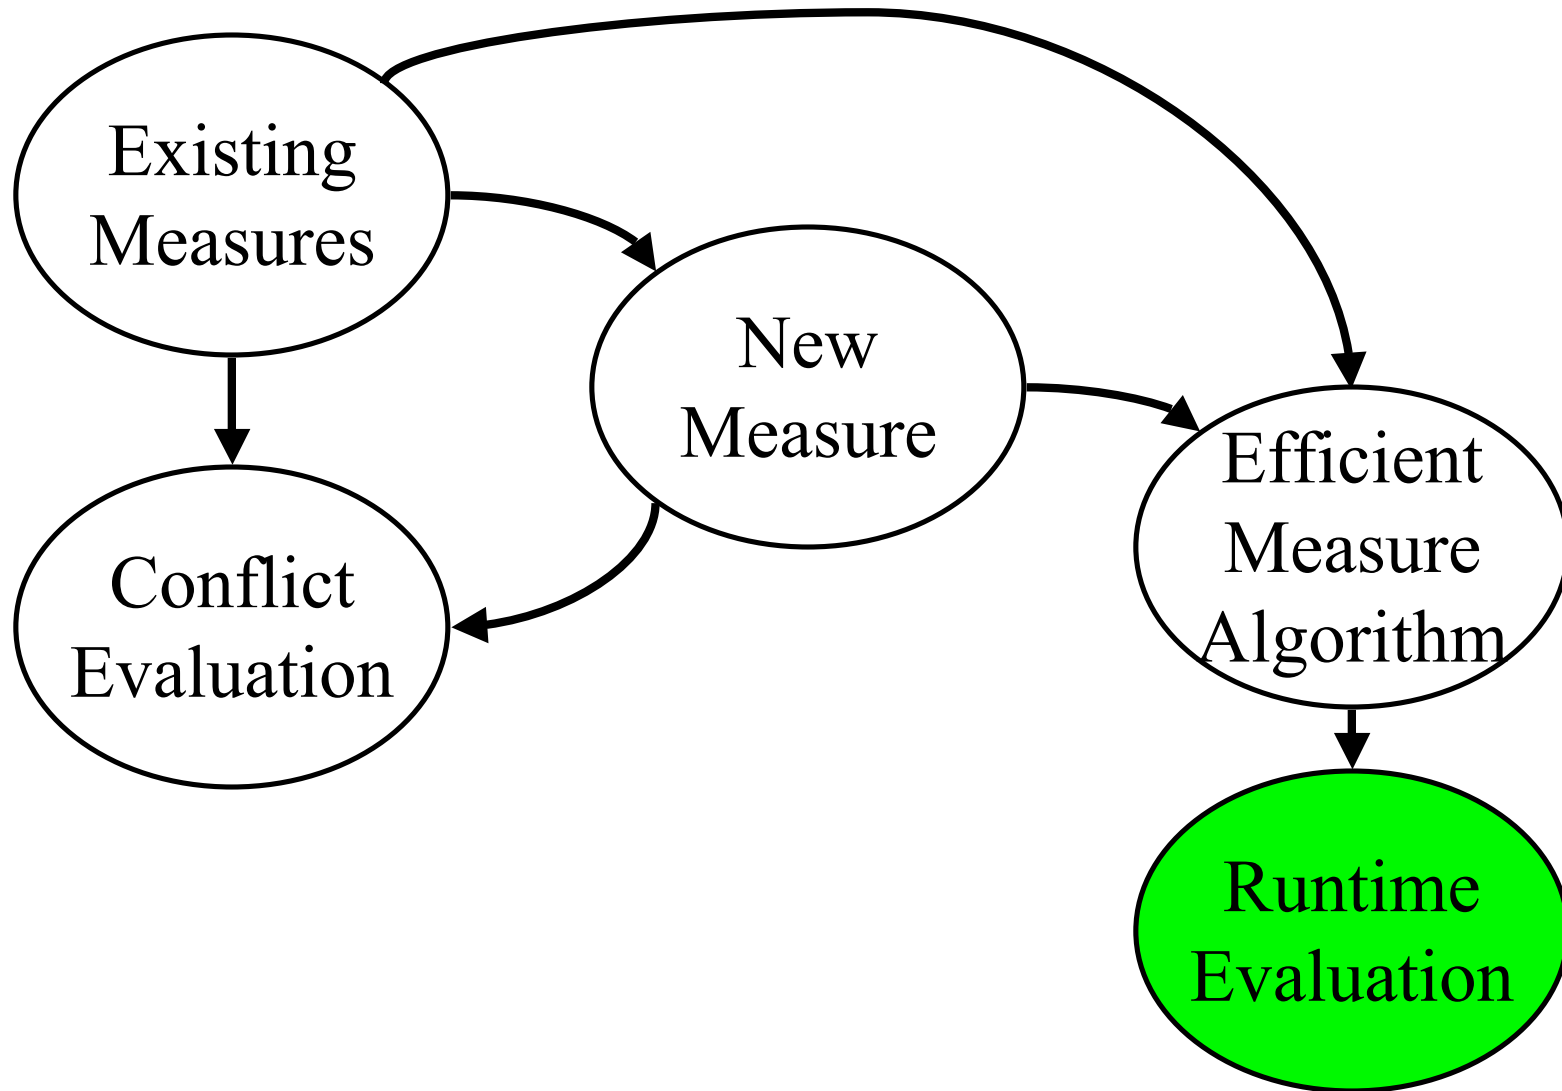 Existing
Measures
New
Measure
Efficient
Measure
Algorithm
Conflict
Evaluation
Runtime
Evaluation